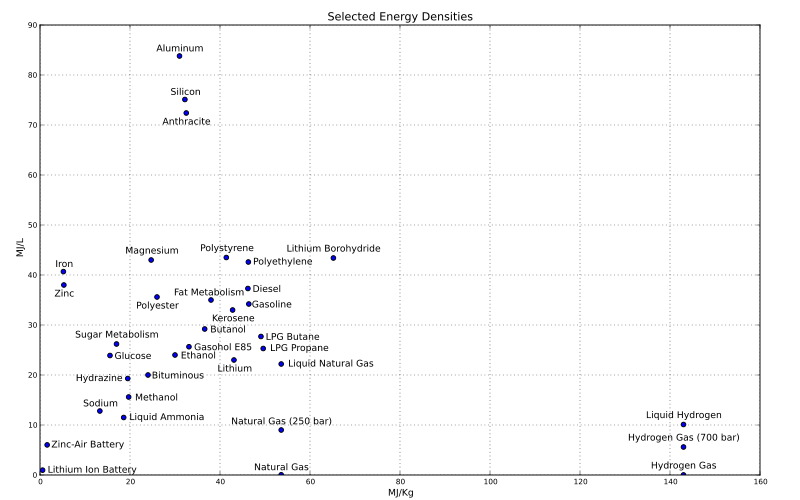 Selected Energy Densities
90
80
70
60
50
40
30
20
10
0
MJ/L
Aluminum
Silicon
Anthracite
Polystyrene
Lithium Borohydride
Magnesium
Polyethylene
Iron
Zinc
Fat Metabolism
Diesel
Polyester
Gasoline
Kerosene
Butanol
Sugar Metabolism
LPG Butane
Gasohol E85
LPG Propane
Glucose
Ethanol
Lithium
Liquid Natural Gas
Hydrazine
Bituminous
Methanol
Sodium
Liquid Ammonia
Natural Gas (250 bar)
Liquid Hydrogen
Zinc-Air Battery
Hydrogen Gas (700 bar)
Lithium Ion Battery
Natural Gas
Hydrogen Gas
0 20 40 60 80 100 120 140 160
MJ/Kg